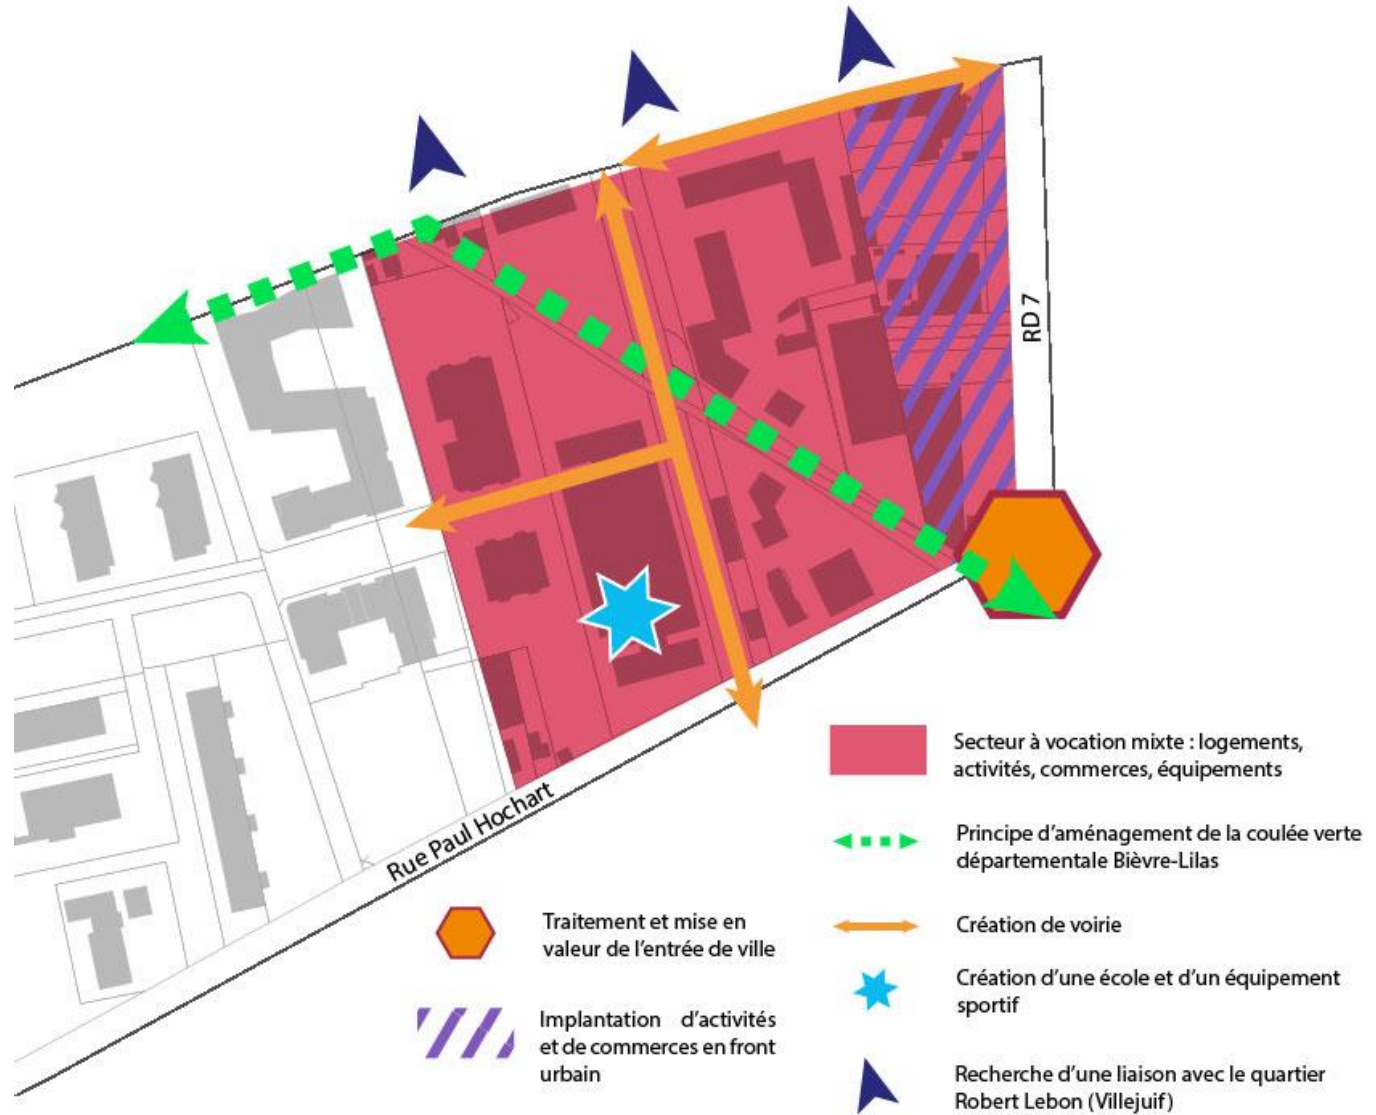 RD 7
Rue Paul Hochart
Secteur à vocation mixte : logements,
activités, commerces, équipements
Principe d'aménagement de la coulée verte
départementale Bièvre-Lilas
Traitement et mise en
valeur de l'entrée de ville
Création de voirie
Création d'une école et d'un équipement
sportif
Implantation d'activités
et de commerces en front
urbain
Recherche d'une liaison avec le quartier
Robert Lebon (Villejuif)